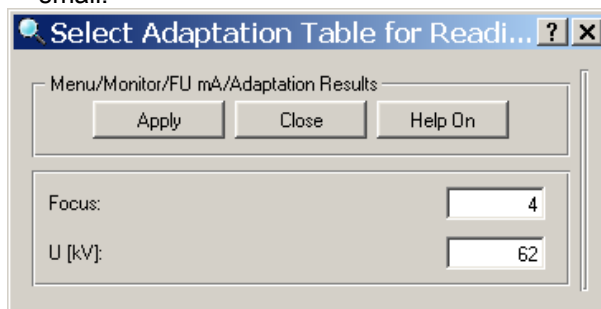 small.
Select Adaptation Table for Readi... ? ×
Menu/Monitor/FU mA/Adaptation Results
Apply Close Help On
Focus: 4
U [kV]: 62